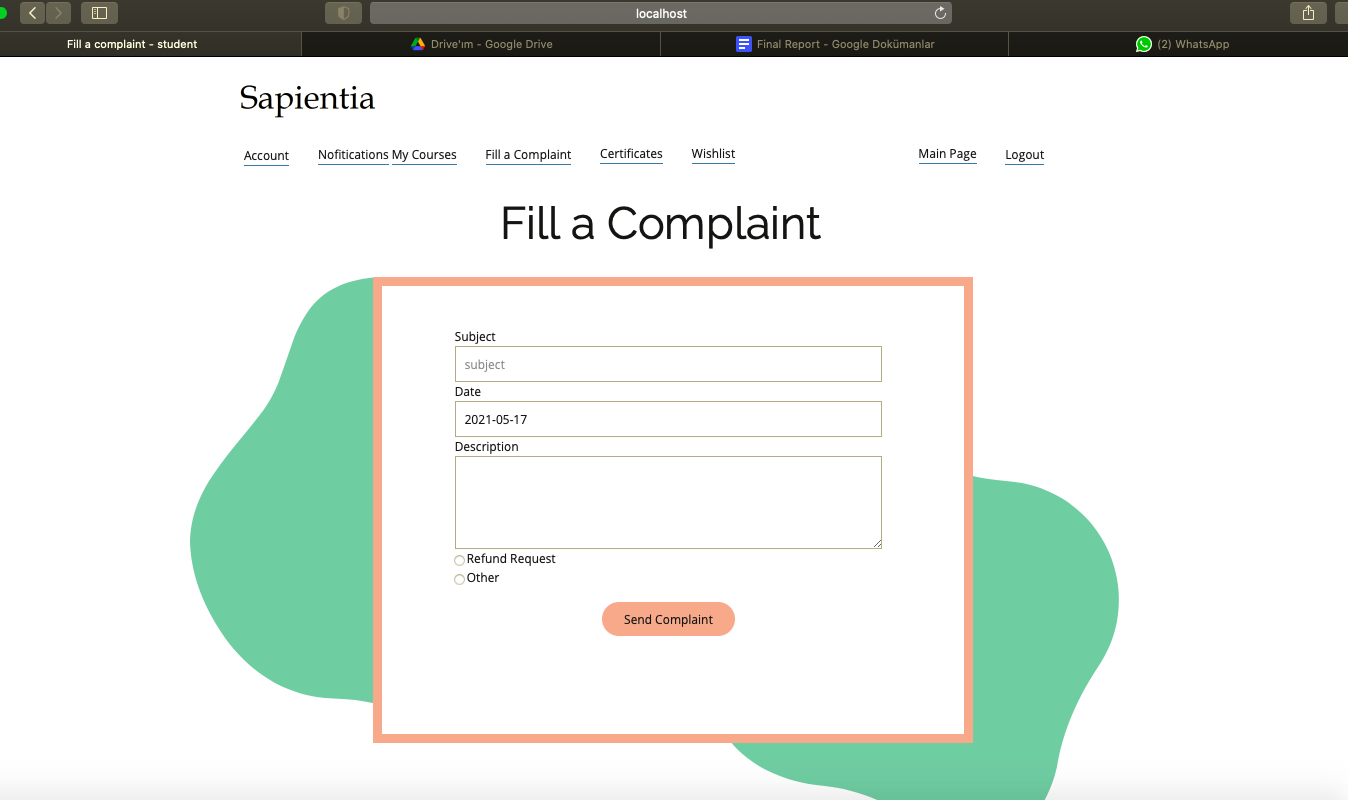 localhost
Fill a complaint - student
Drive'ım - Google Drive
Final Report - Google Dokümanlar
(2) WhatsApp
Sapientia
Account Nofitications My Courses Fill a Complaint Certificates Wishlist Main Page Logout
Fill a Complaint
Subject
subject
Date
2021-05-17
Description
Refund Request
Other
Send Complaint